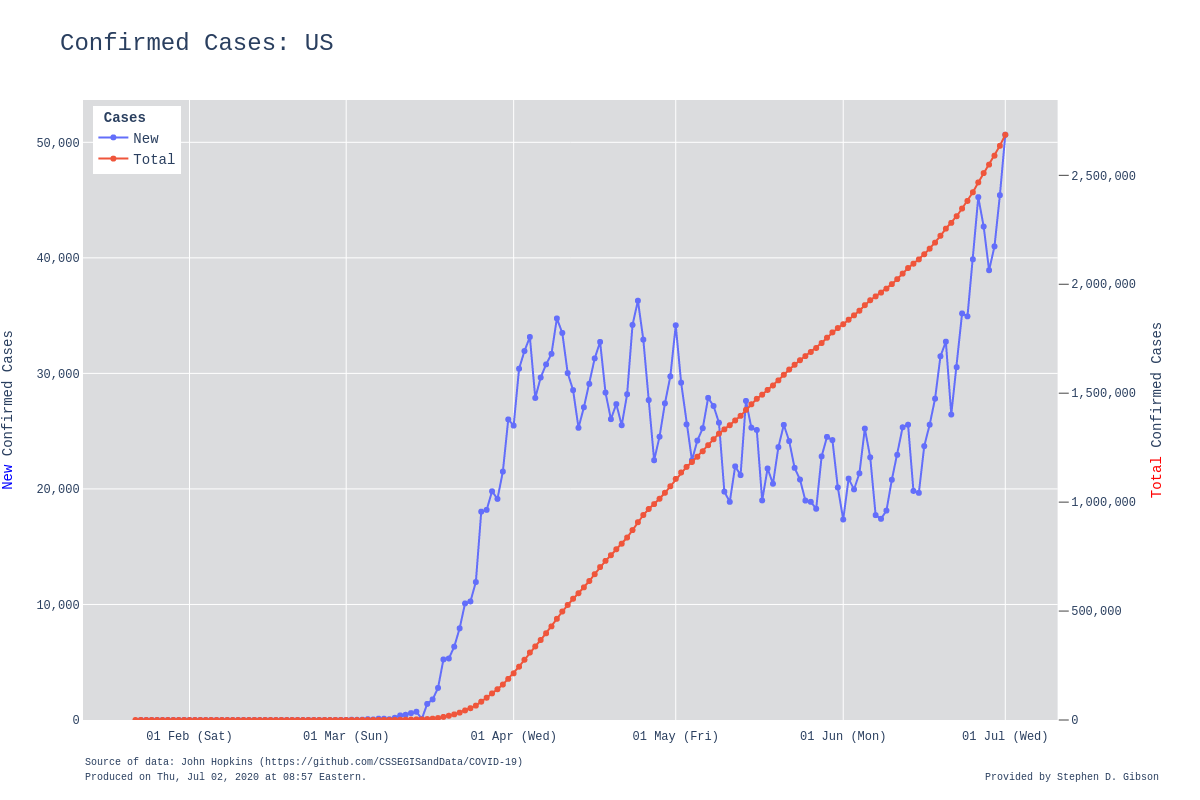 Confirmed Cases: US
Cases
New
Total
50,000
40,000
30,000
20,000
10,000
0
New Confirmed Cases
2,500,000
2,000,000
1,500,000
1,000,000
500,000
0
Total Confirmed Cases
01 Feb (Sat) 01 Mar (Sun) 01 Apr (Wed) 01 May (Fri) 01 Jun (Mon) 01 Jul (Wed)
Source of data: John Hopkins (https://github.com/CSSEGISandData/COVID-19)
Produced on Thu, Jul 02, 2020 at 08:57 Eastern.
Provided by Stephen D. Gibson